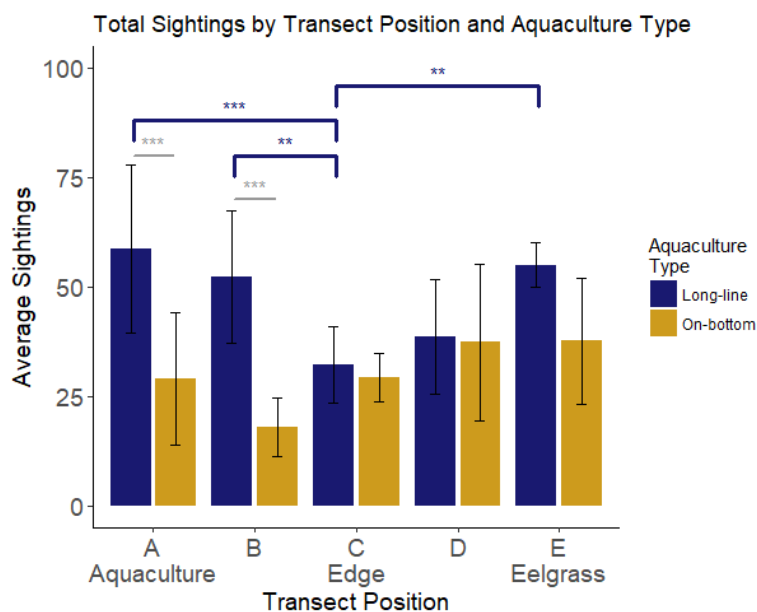 Total Sightings by Transect Position and Aquaculture Type
100
**
***
***
**
75
***
Average Sightings
50
25
0
Aquaculture
Type
Long-line
On-bottom
A B C D E
Aquaculture Edge Eelgrass
Transect Position